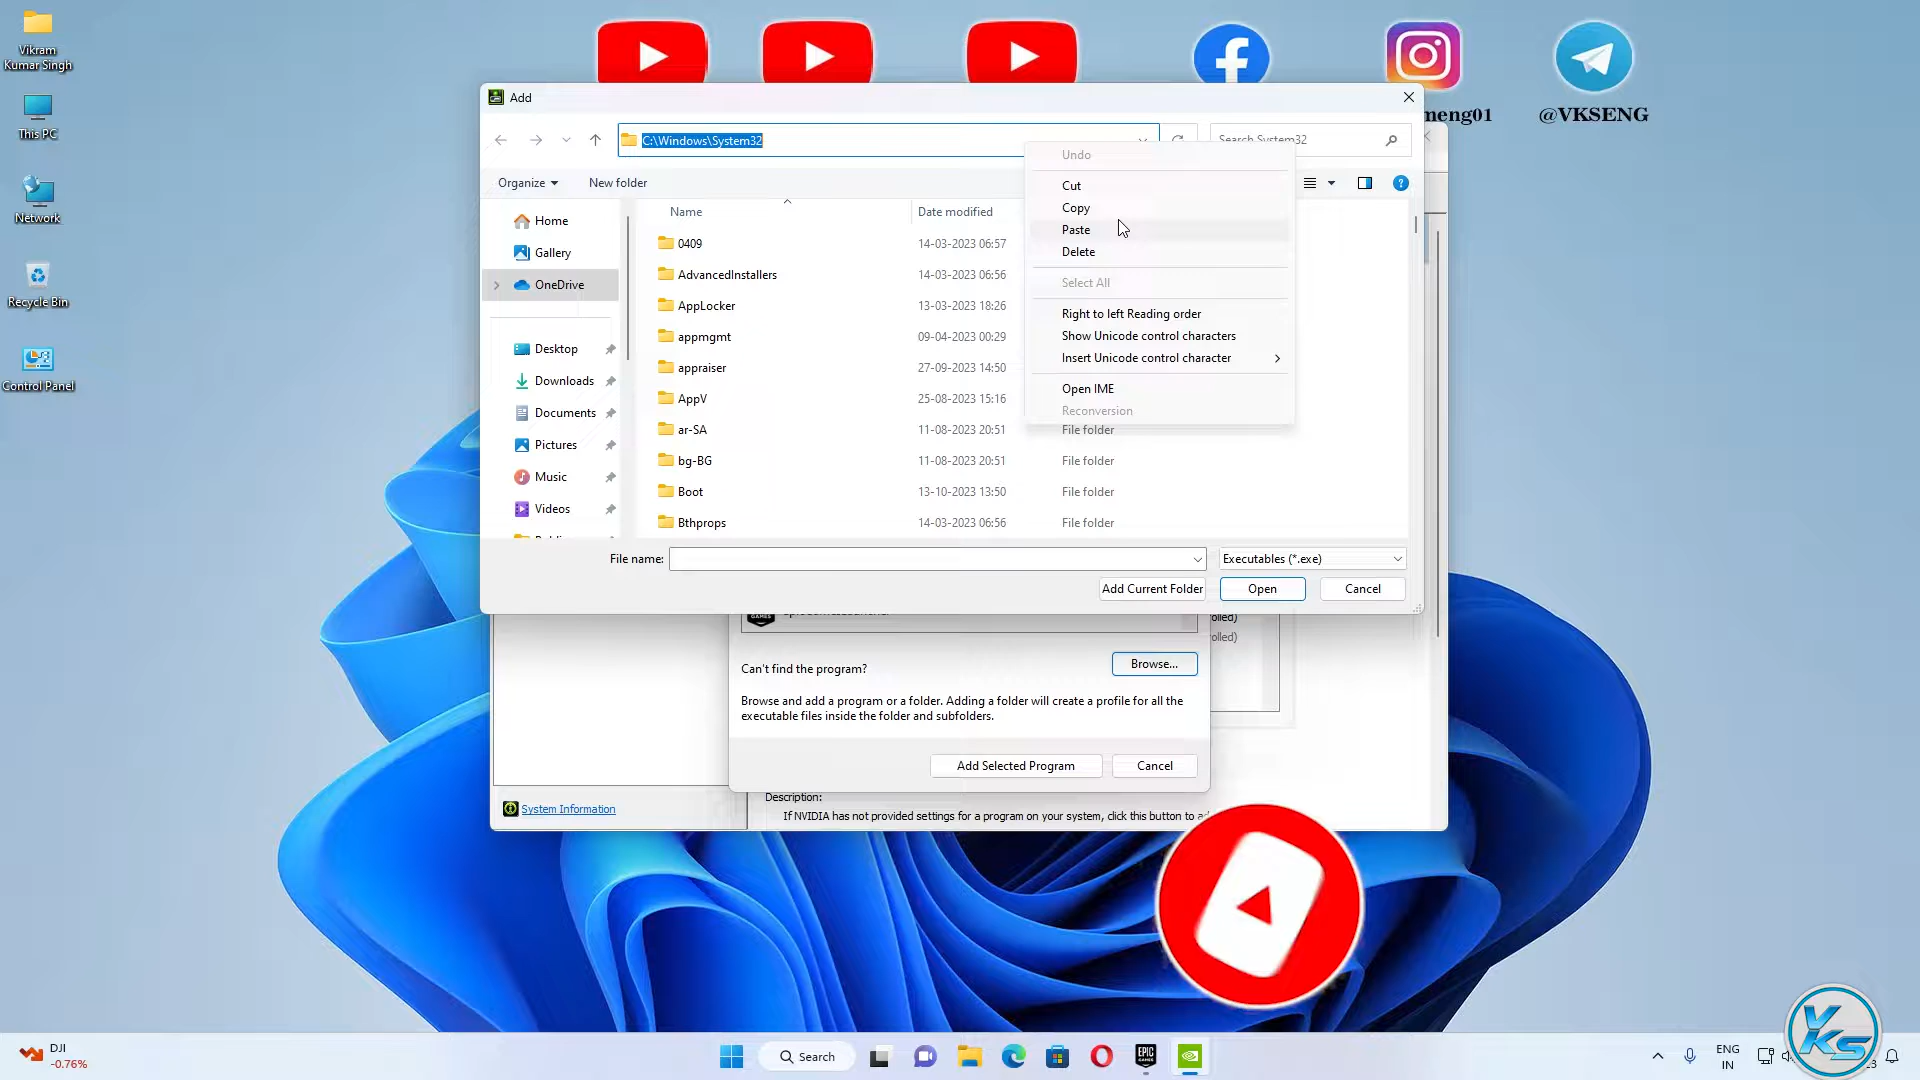 Vikram
Kumar Singh
This PC
Network
Recycle Bin
Control Panel
meng01
@VKSENG
Add
C:\Windows\System32
Search System32
Organize
New folder
Home
Gallery
OneDrive
Desktop
Downloads
Documents
Pictures
Music
Videos
Name
Date modified
0409
14-03-2023 06:57
AdvancedInstallers
14-03-2023 06:56
AppLocker
13-03-2023 18:26
appmgmt
09-04-2023 00:29
appraiser
27-09-2023 14:50
AppV
25-08-2023 15:16
ar-SA
11-08-2023 20:51
File folder
bg-BG
11-08-2023 20:51
File folder
Boot
13-10-2023 13:50
File folder
Bthprops
14-03-2023 06:56
File folder
Undo
Cut
Copy
Paste
Delete
Select All
Right to left Reading order
Show Unicode control characters
Insert Unicode control character
Open IME
Reconversion
File name:
Executables (*.exe)
Add Current Folder
Open
Cancel
olled)
olled)
Can't find the program?
Browse...
Browse and add a program or a folder. Adding a folder will create a profile for all the
executable files inside the folder and subfolders.
Add Selected Program
Cancel
System Information
Description:
If NVIDIA has not provided settings for a program on your system, click this button to ad
DJI
-0.76%
Search
EPIC
GAMES
ENG
IN
23
VKS